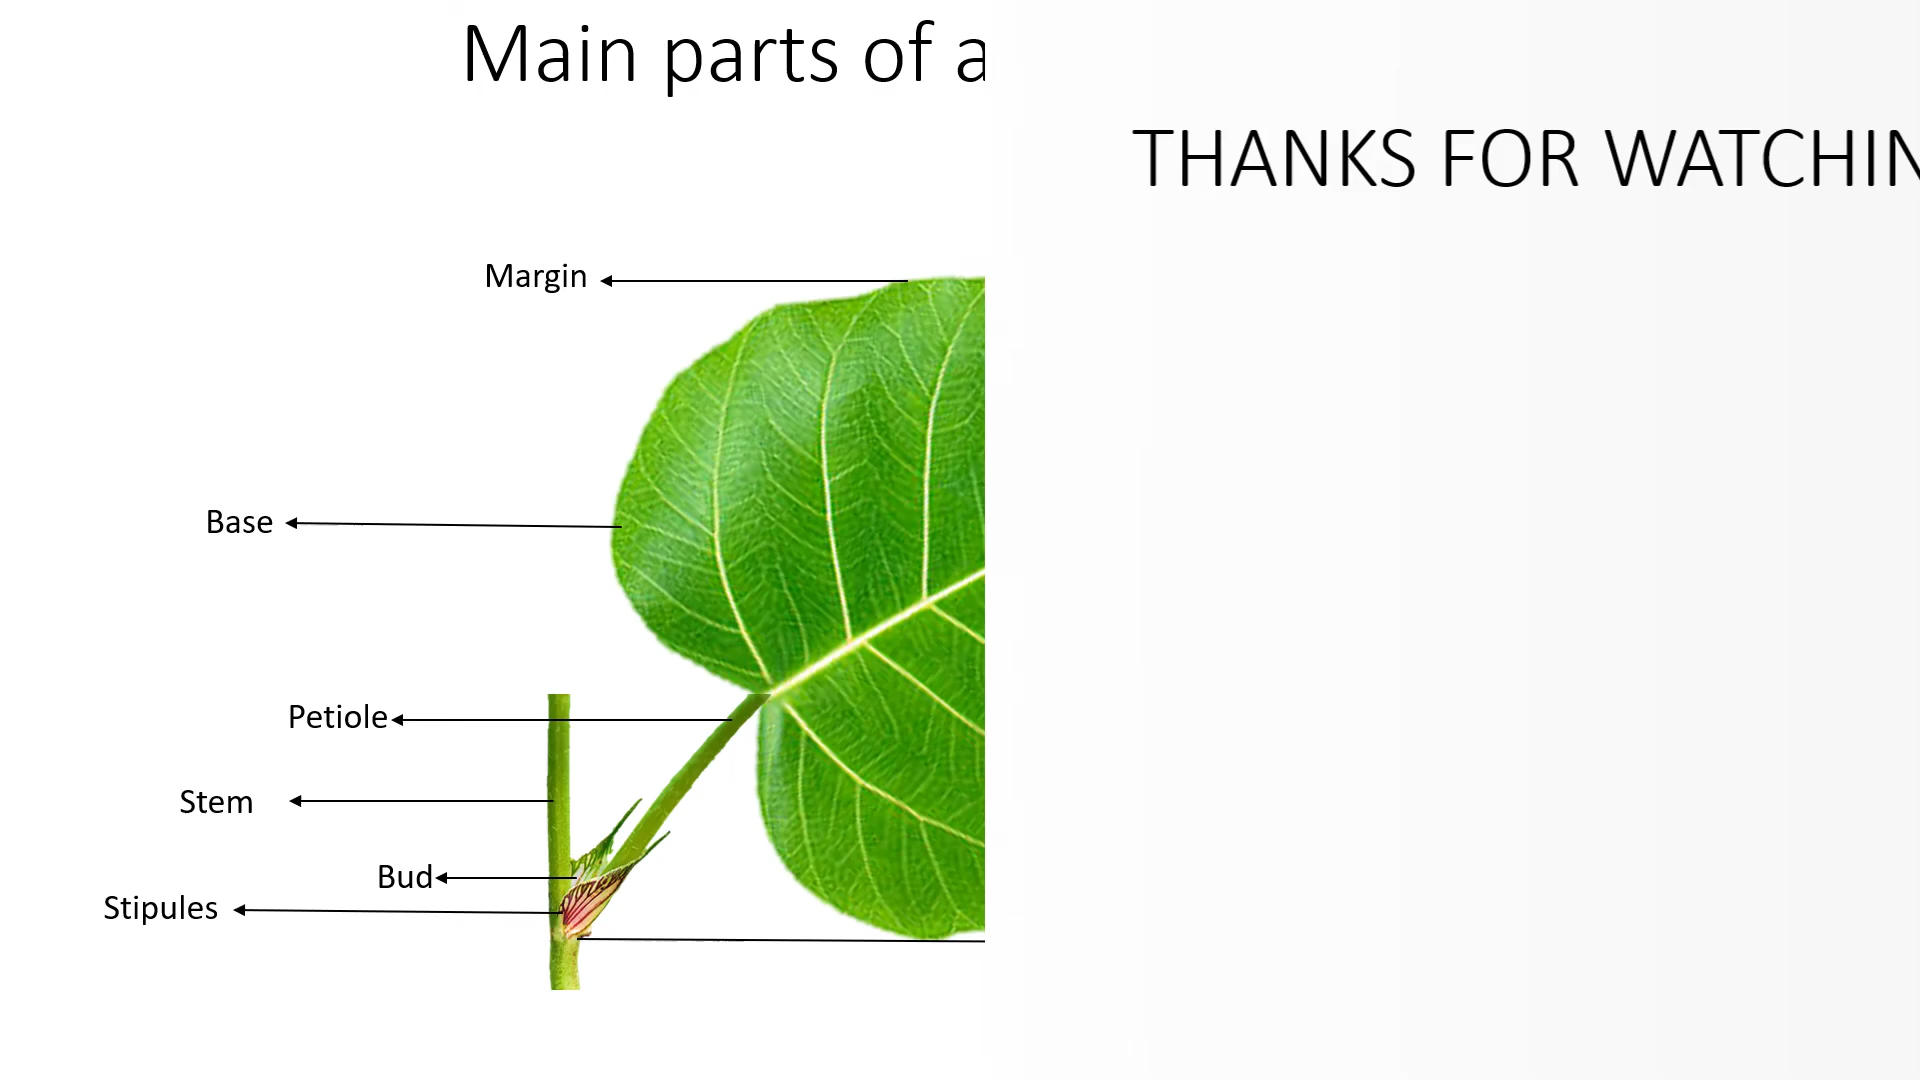 Main parts of a
THANKS FOR WATCHIN
Margin
Base
Petiole
Stem
Bud
Stipules